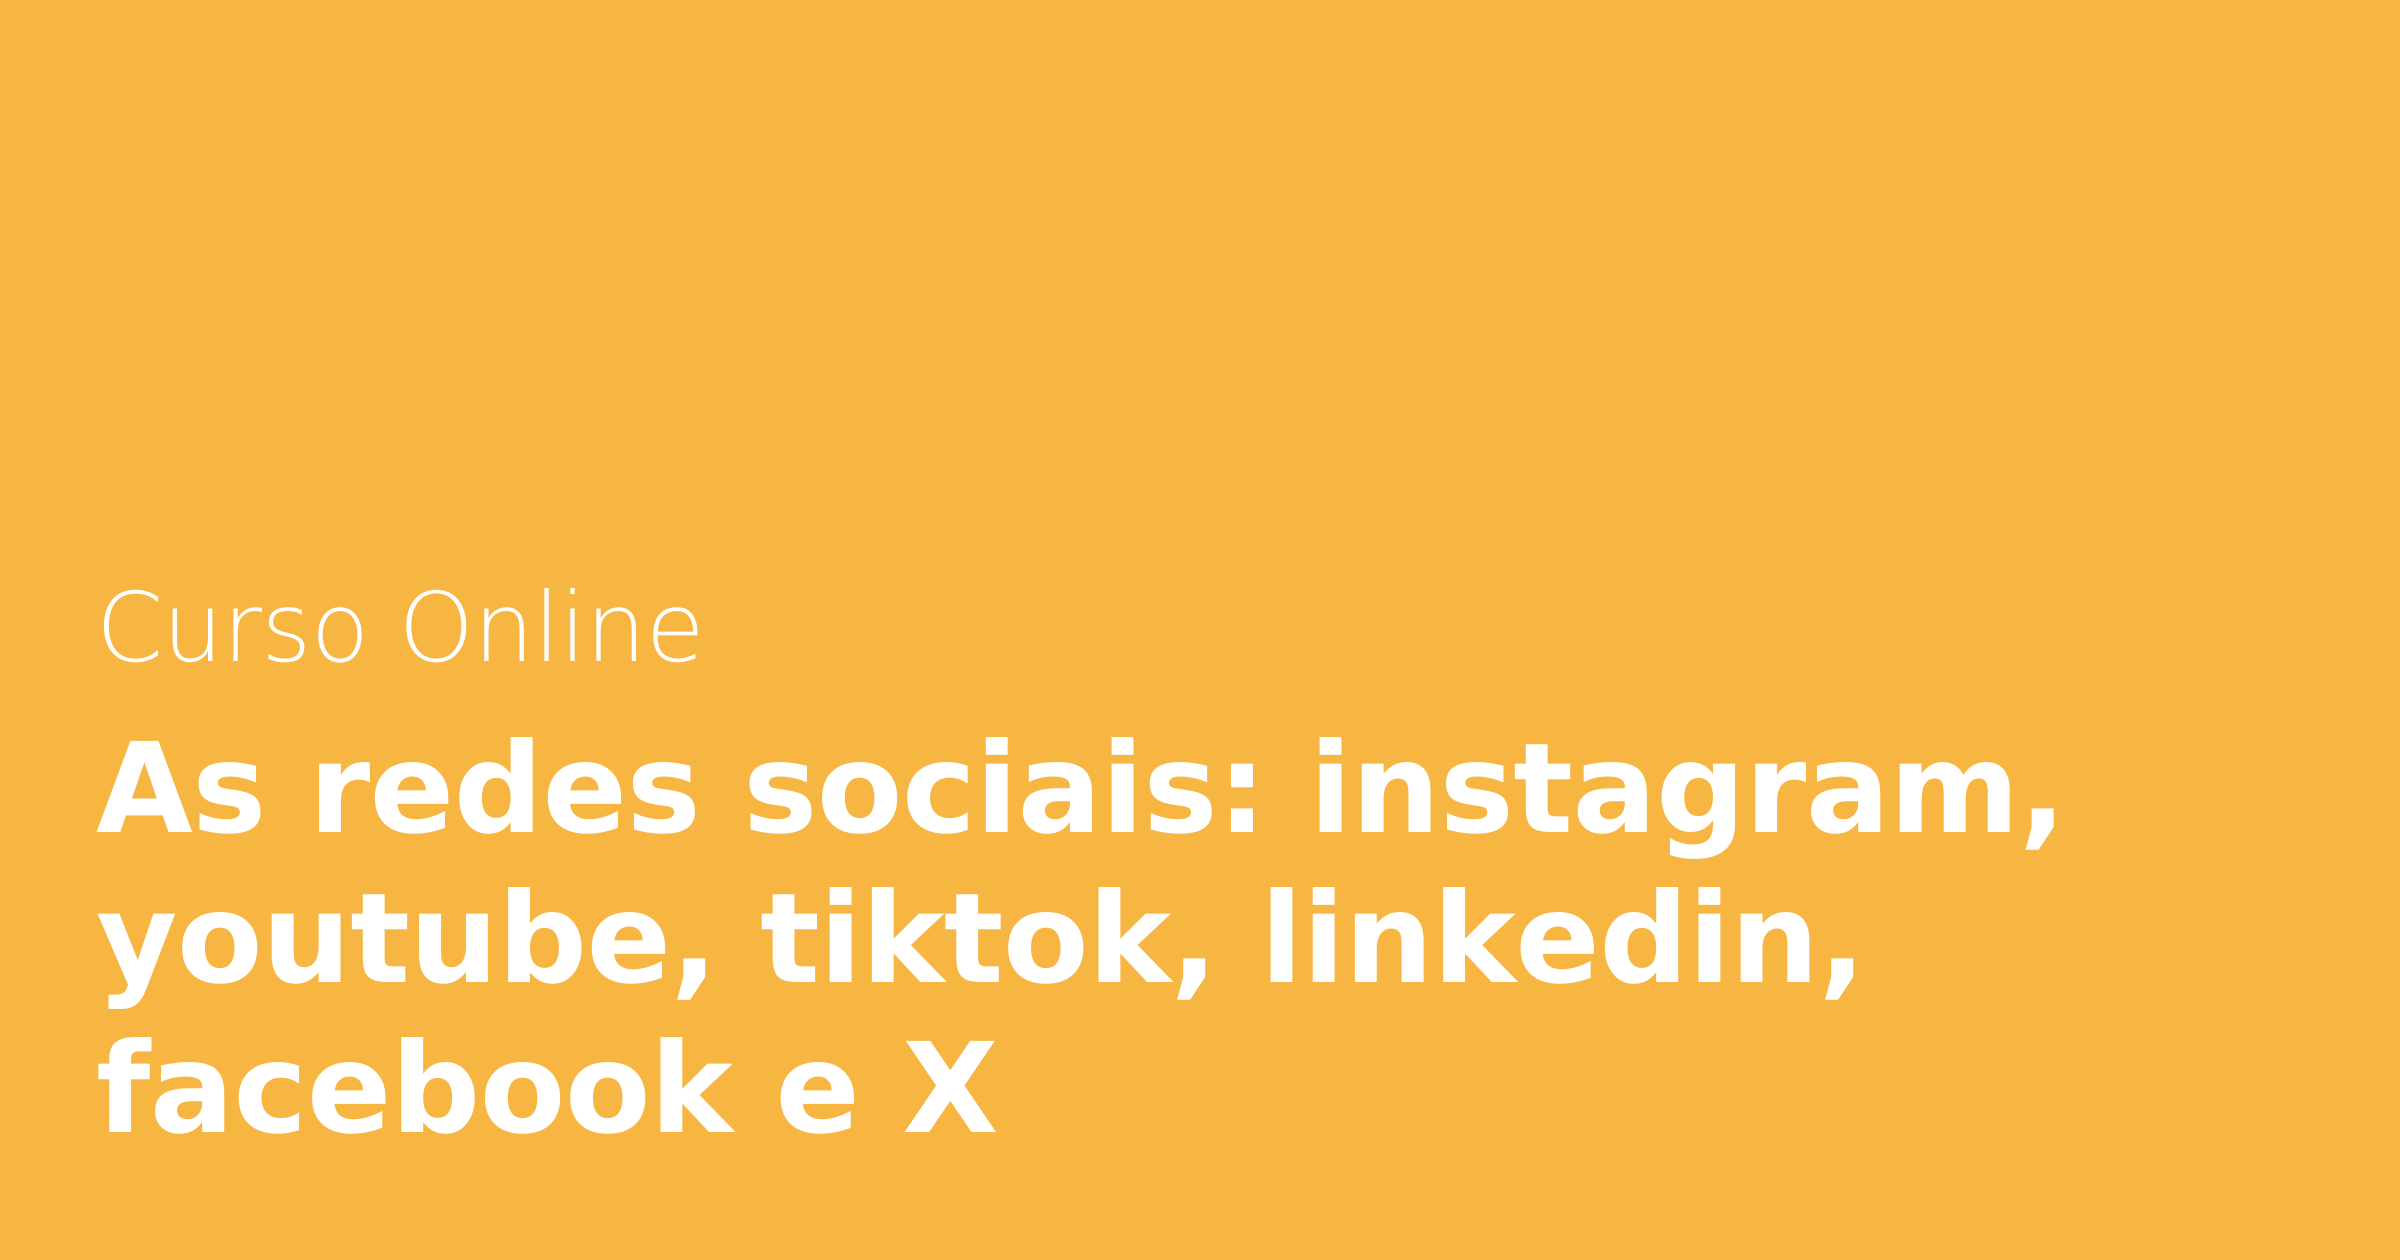 Curso Online
As redes sociais: instagram,
youtube, tiktok, linkedin,
facebook e X